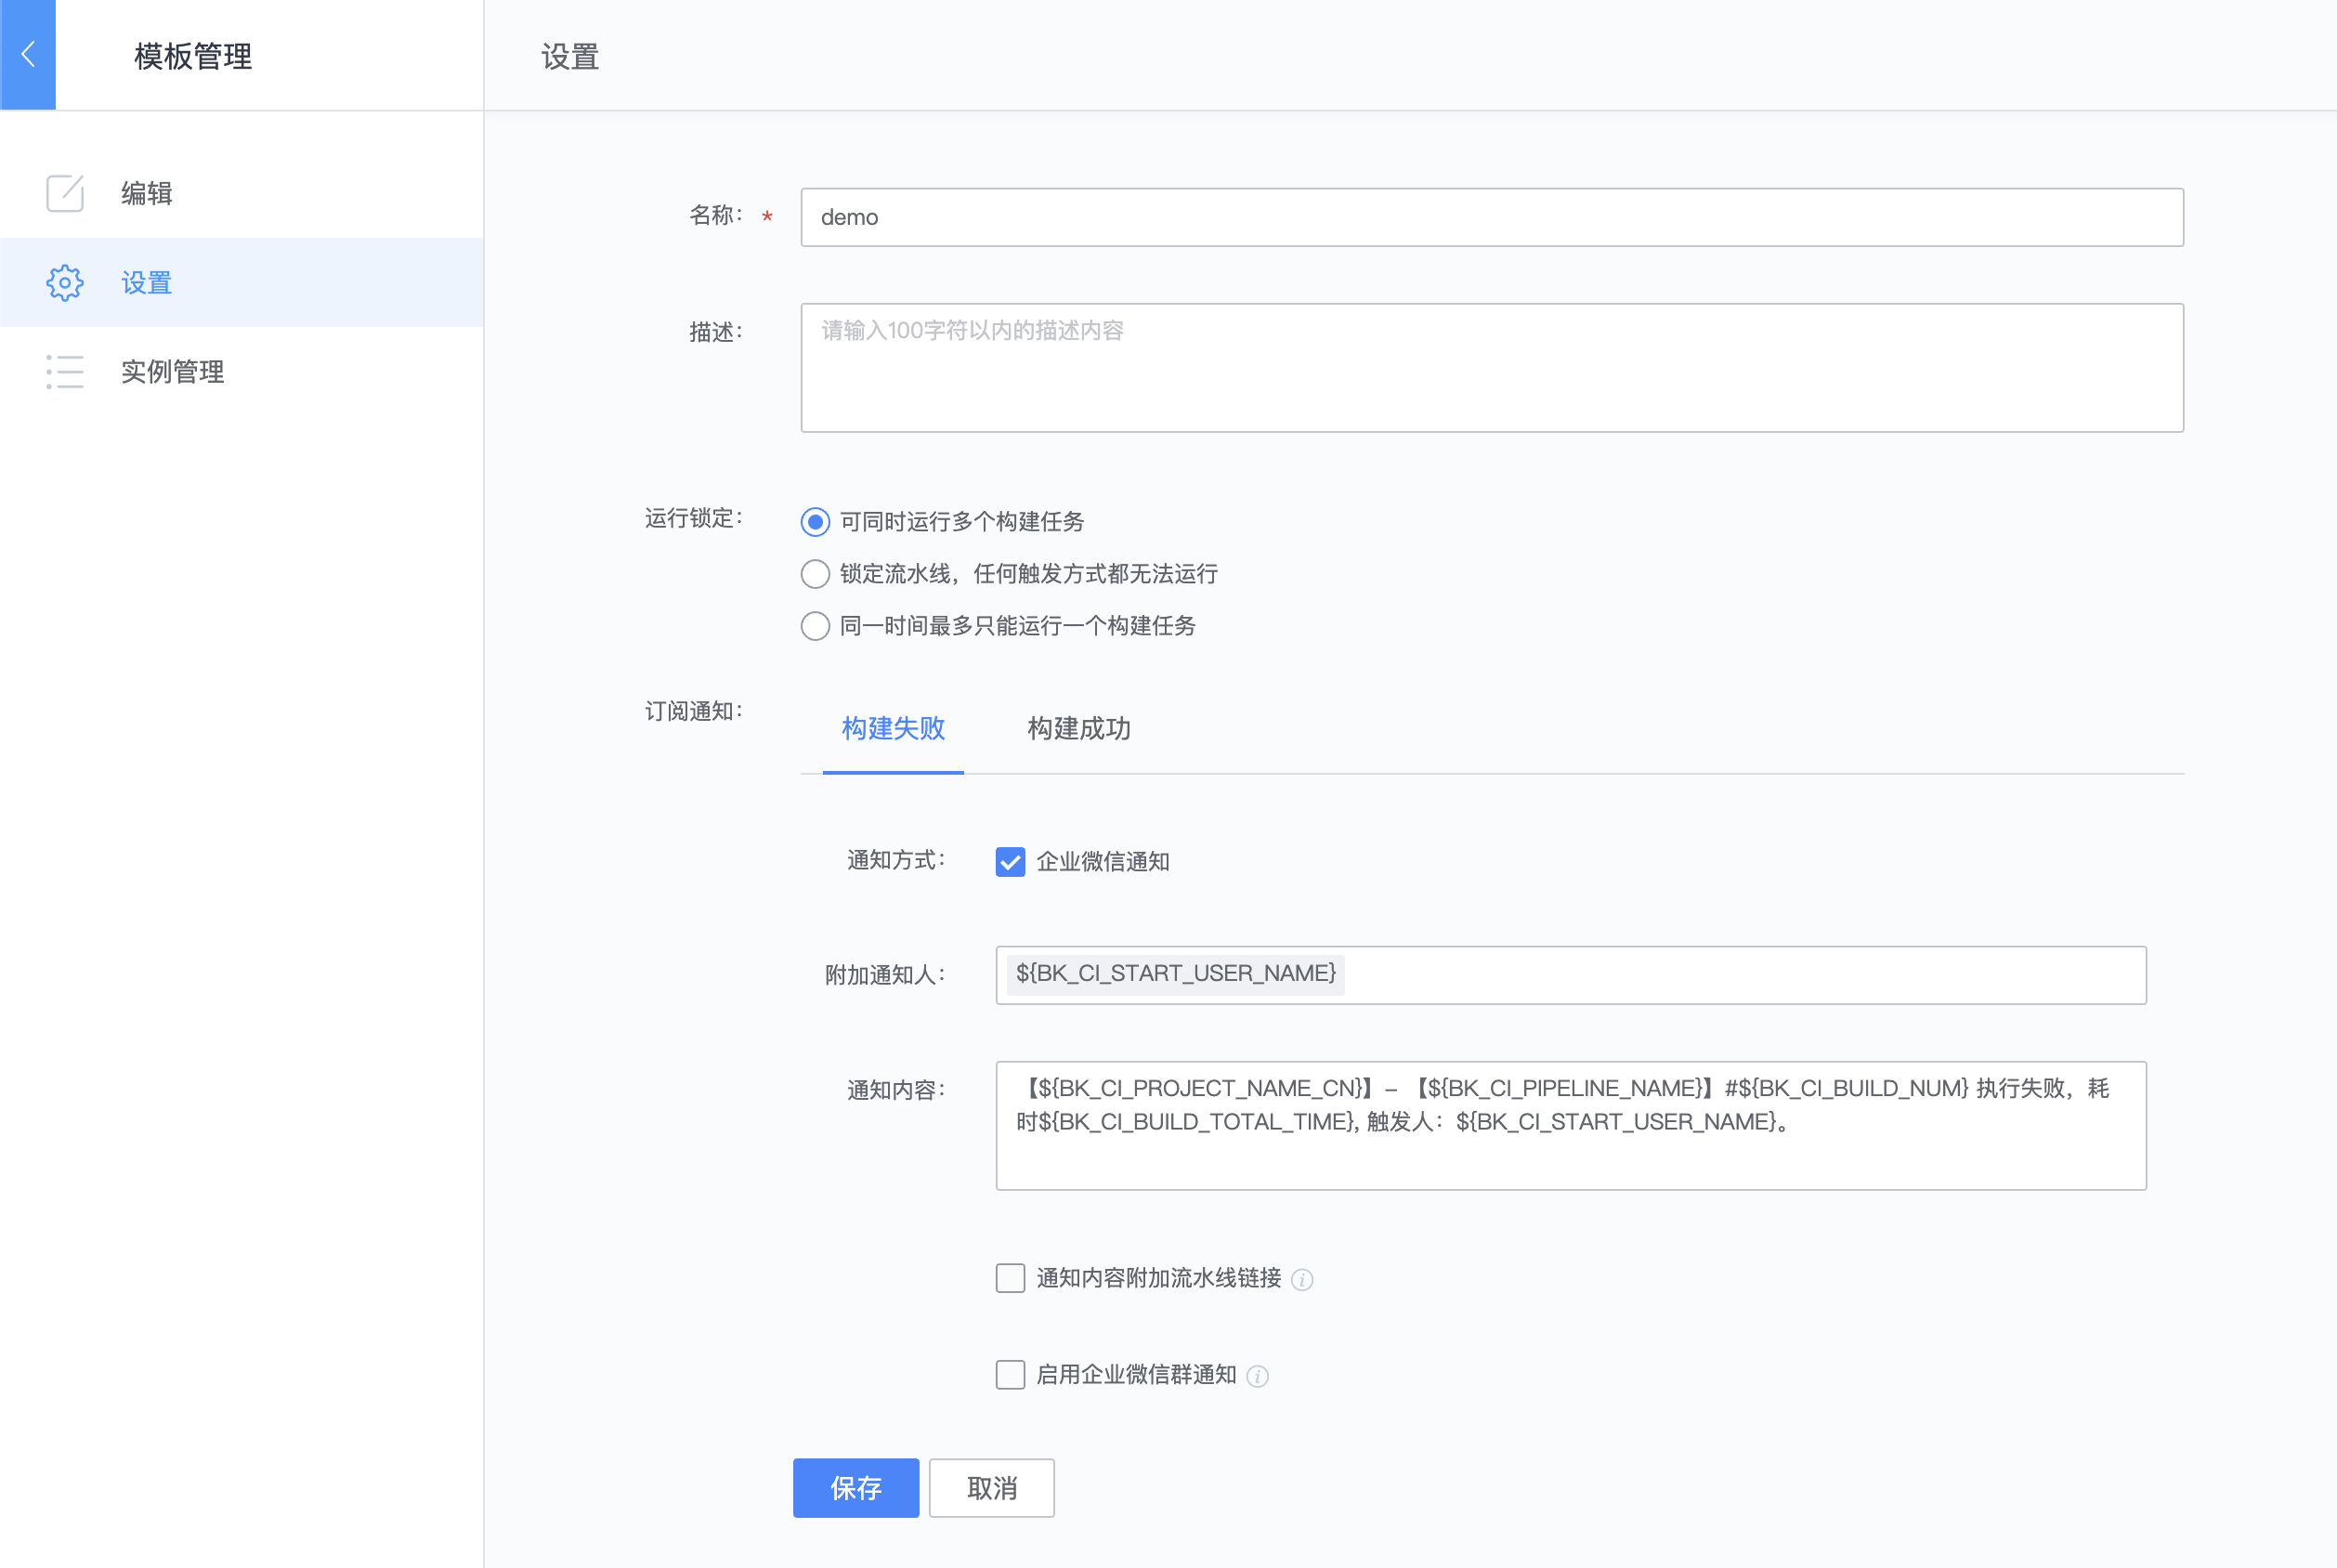 模板管理
设置
编辑
设置
实例管理
名称： *
demo
描述：
请输入100字符以内的描述内容
运行锁定：
可同时运行多个构建任务
锁定流水线，任何触发方式都无法运行
同一时间最多只能运行一个构建任务
订阅通知：
构建失败 构建成功
通知方式：
企业微信通知
附加通知人：
${BK_CI_START_USER_NAME}
通知内容：
【${BK_CI_PROJECT_NAME_CN}】- 【${BK_CI_PIPELINE_NAME}】#${BK_CI_BUILD_NUM} 执行失败，耗
时${BK_CI_BUILD_TOTAL_TIME}, 触发人：${BK_CI_START_USER_NAME}。
通知内容附加流水线链接
启用企业微信群通知
保存 取消